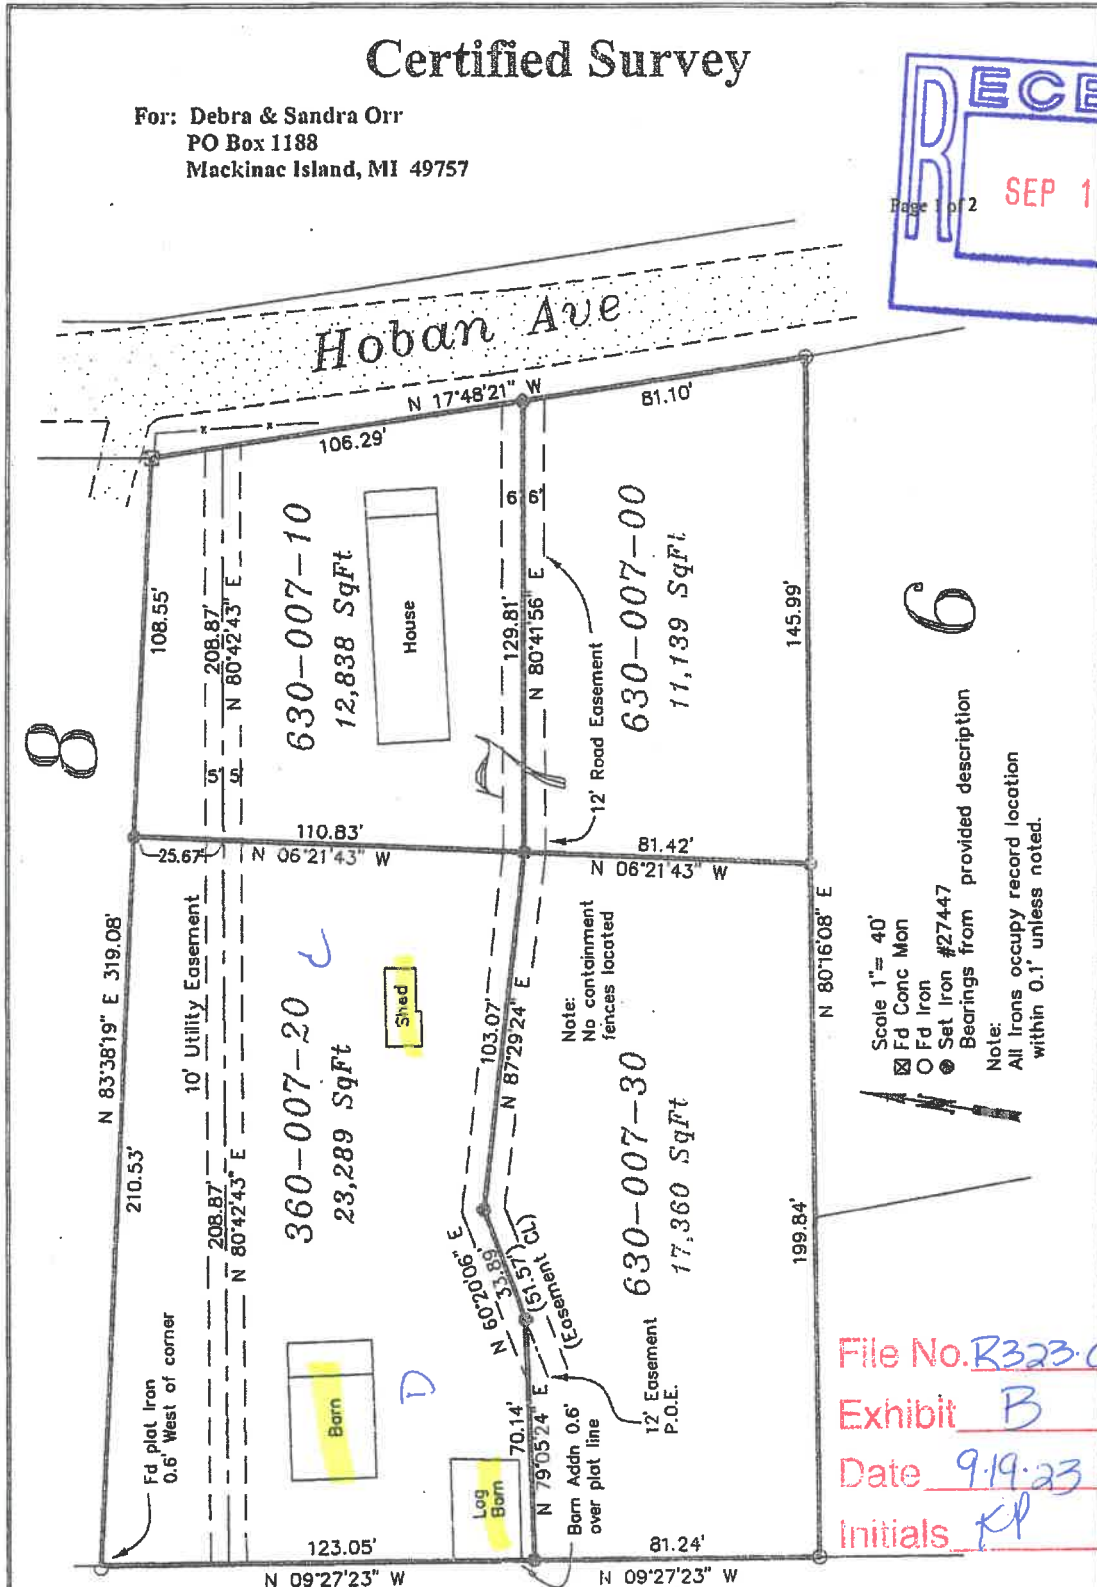 Certified Survey
For: Debra & Sandra Orr
PO Box 1188
Mackinac Island, MI 49757
RECE
SEP 1
Page 1 of 2
Hoban Ave
N 17°48'21" W
81.10'
106.29'
108.55'
208.87'
N 80°42'43" E
630-007-10
12,838 SqFt
House
129.81'
6' 6'
N 80°41'56" E
12' Road Easement
630-007-00
11,139 SqFt
145.99'
6
8
7
5' 5'
25.67'
110.83'
N 06°21'43" W
81.42'
N 06°21'43" W
N 83°38'19" E 319.08'
210.53'
10' Utility Easement
208.87'
N 80°42'43" E
360-007-20
23,289 SqFt
C
Shed
103.07'
N 87°29'24" E
Note:
No containment
fences located
630-007-30
17,360 SqFt
N 80°16'08" E
199.84'
N 60°20'06" E
33.89'
(51.57')
(Easement CL)
12' Easement
P.O.E.
Scale 1"= 40'
Fd Conc Mon
Fd Iron
Set Iron #27447
Bearings from provided description
Note:
All Irons occupy record location
within 0.1' unless noted.
N
Fd plat Iron
0.6' West of corner
Barn
D
Log
Barn
70.14'
N 79°05'24" E
Barn Addn 0.6'
over plat line
123.05'
N 09°27'23" W
81.24'
N 09°27'23" W
File No. R323.0
Exhibit B
Date 9.19.23
Initials KP